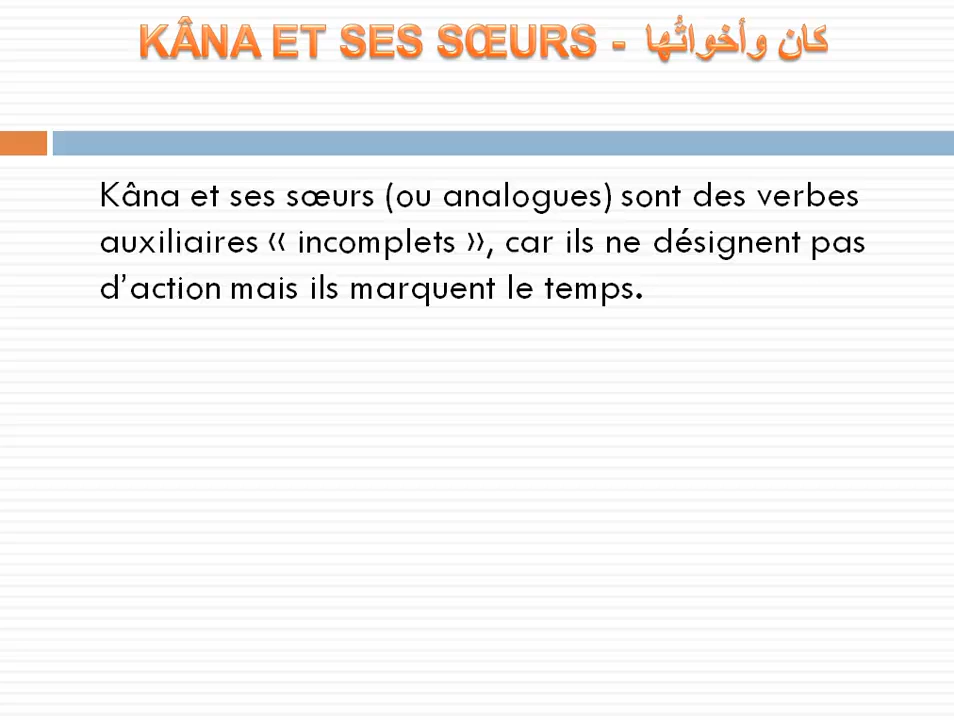 KÂNA ET SES SŒURS - كان وأخواتُها
Kâna et ses sœurs (ou analogues) sont des verbes
auxiliaires « incomplets », car ils ne désignent pas
d’action mais ils marquent le temps.